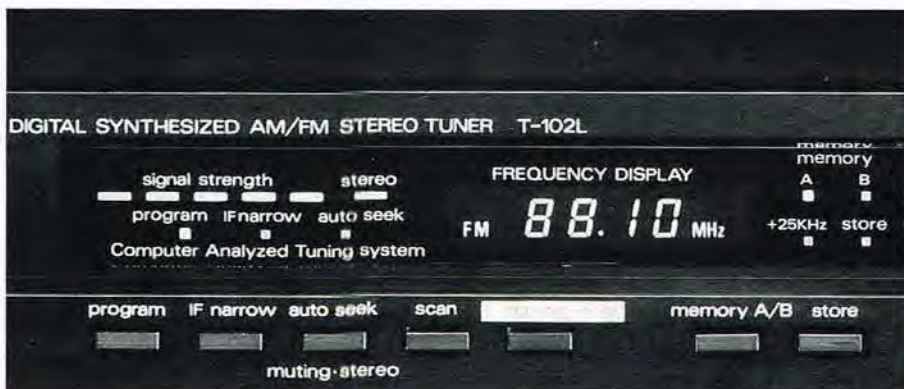 DIGITAL SYNTHESIZED AM/FM STEREO TUNER T-102L
memory
memory
signal strength stereo
FREQUENCY DISPLAY
A B
program IF narrow auto seek
FM 88.10 MHz
+25KHz store
Computer Analyzed Tuning system
program IF narrow auto seek scan memory A/B store
muting·stereo